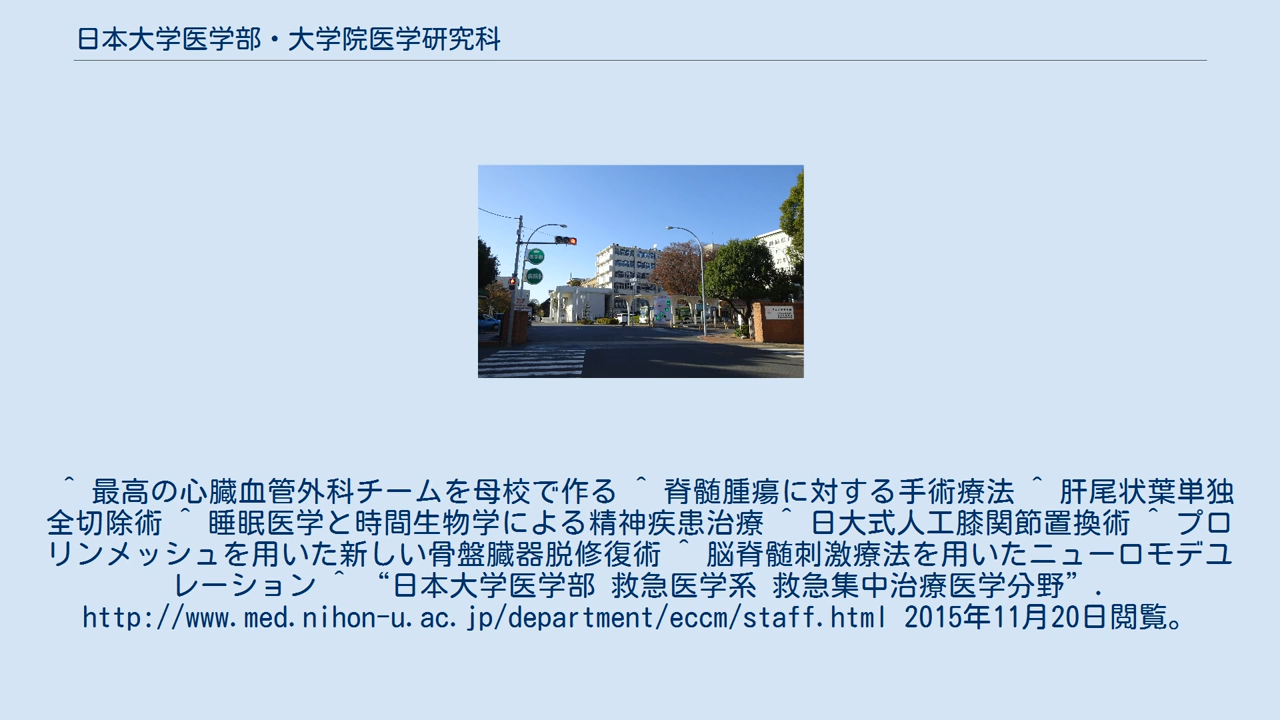 日本大学医学部・大学院医学研究科
^ 最高の心臓血管外科チームを母校で作る ^ 脊髄腫瘍に対する手術療法 ^ 肝尾状葉単独
全切除術 ^ 睡眠医学と時間生物学による精神疾患治療 ^ 日大式人工膝関節置換術 ^ プロ
リンメッシュを用いた新しい骨盤臓器脱修復術 ^ 脳脊髄刺激療法を用いたニューロモデュ
レーション ^ “日本大学医学部 救急医学系 救急集中治療医学分野”.
http://www.med.nihon-u.ac.jp/department/eccm/staff.html 2015年11月20日閲覧。